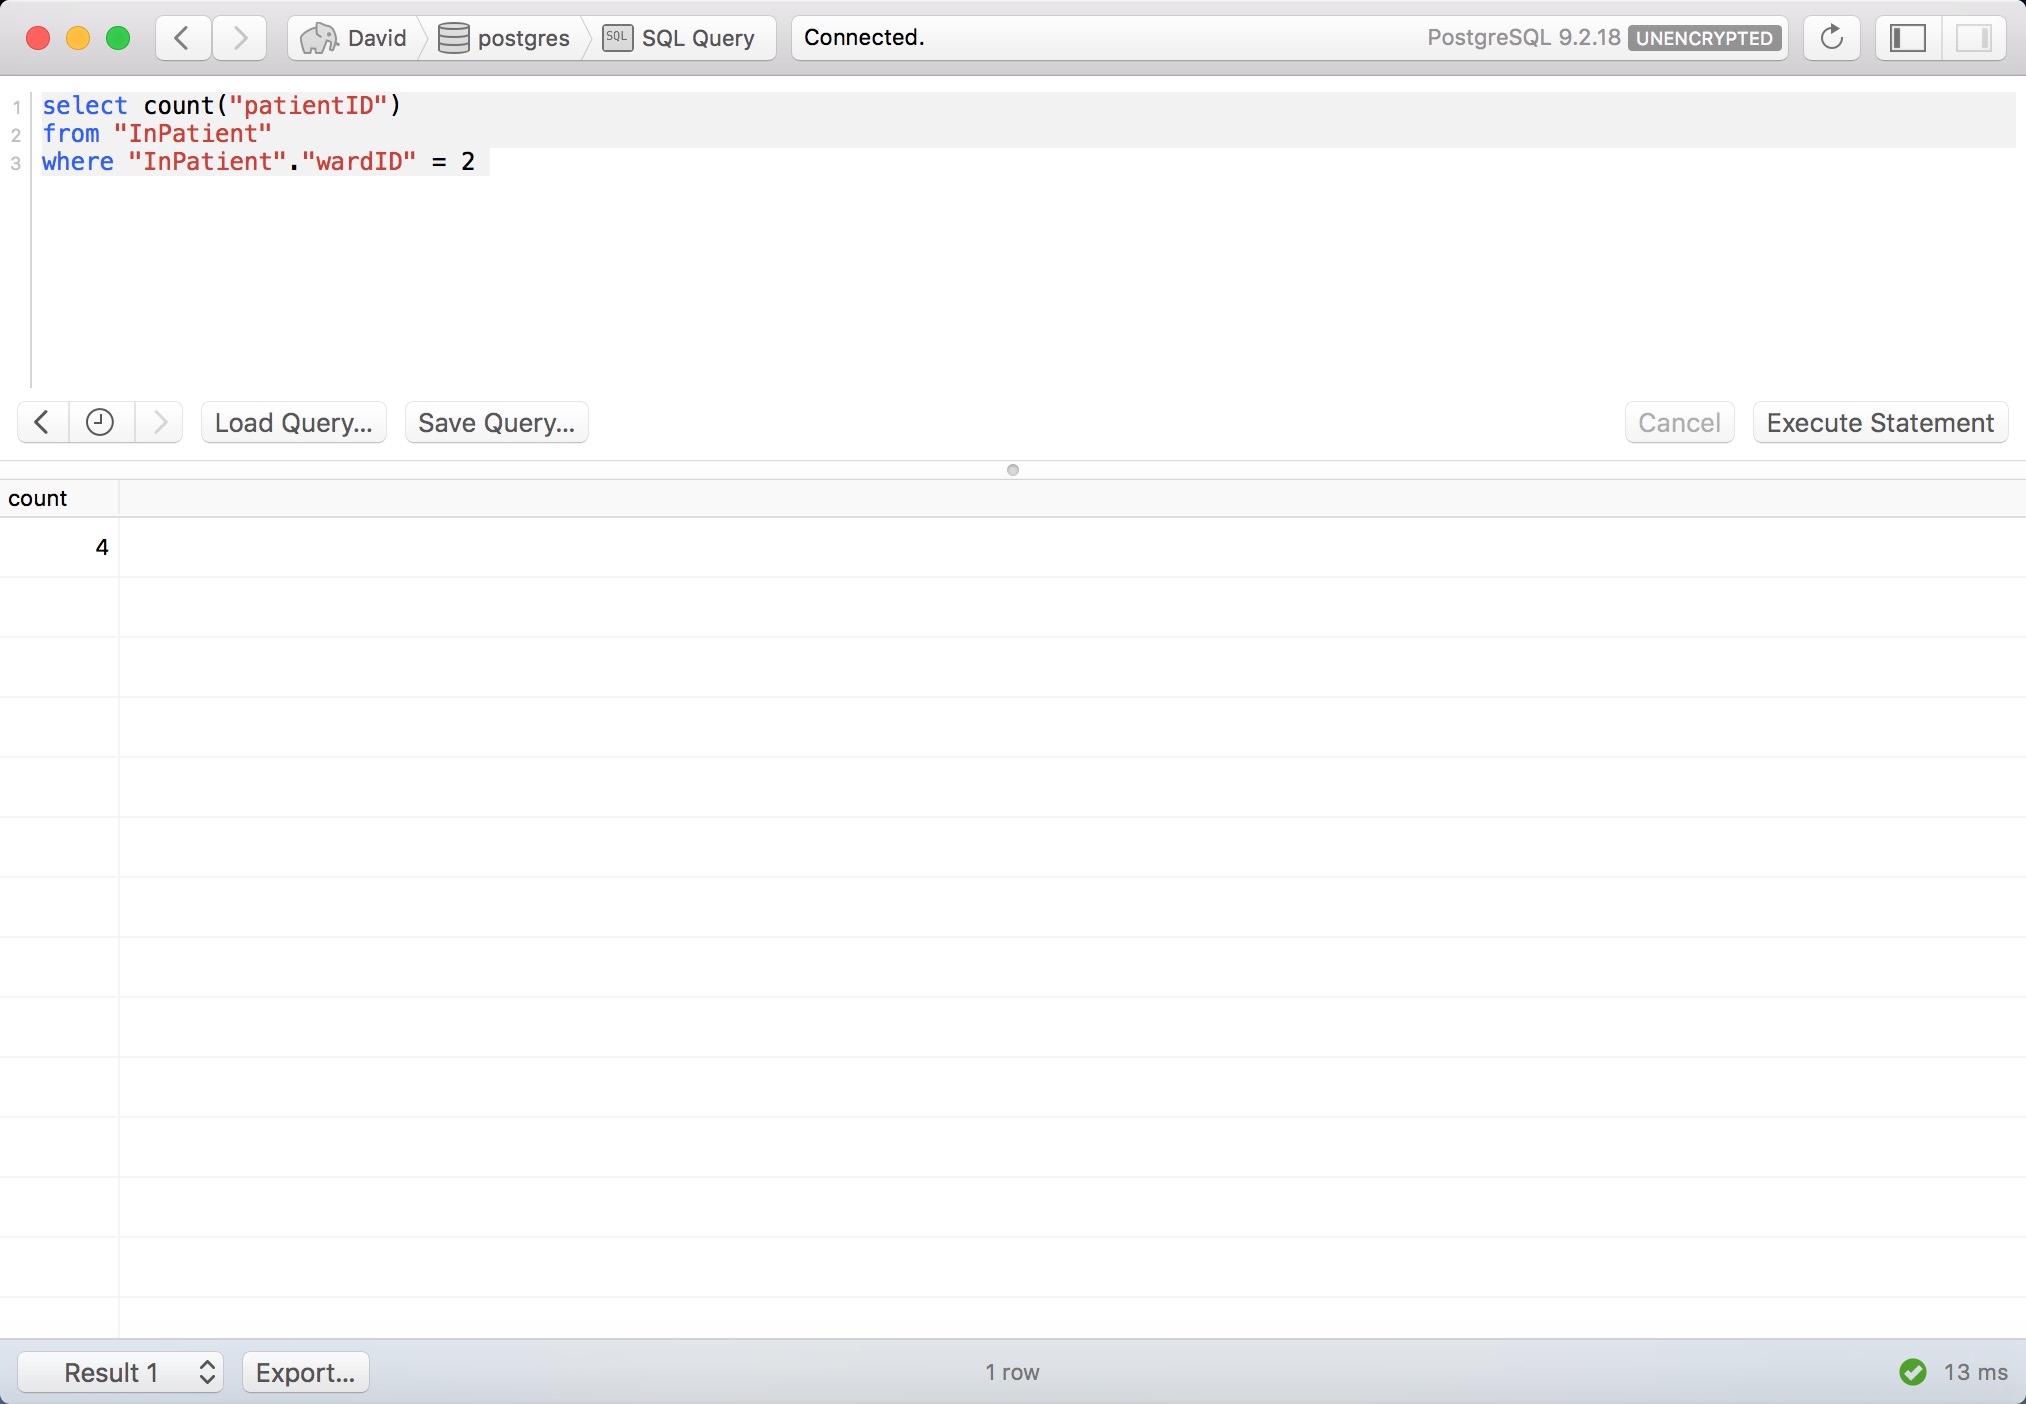 David postgres SQL SQL Query Connected. PostgreSQL 9.2.18 UNENCRYPTED
1 select count("patientID")
2 from "InPatient"
3 where "InPatient"."wardID" = 2
Load Query... Save Query... Cancel Execute Statement
count
4
Result 1 Export... 1 row 13 ms